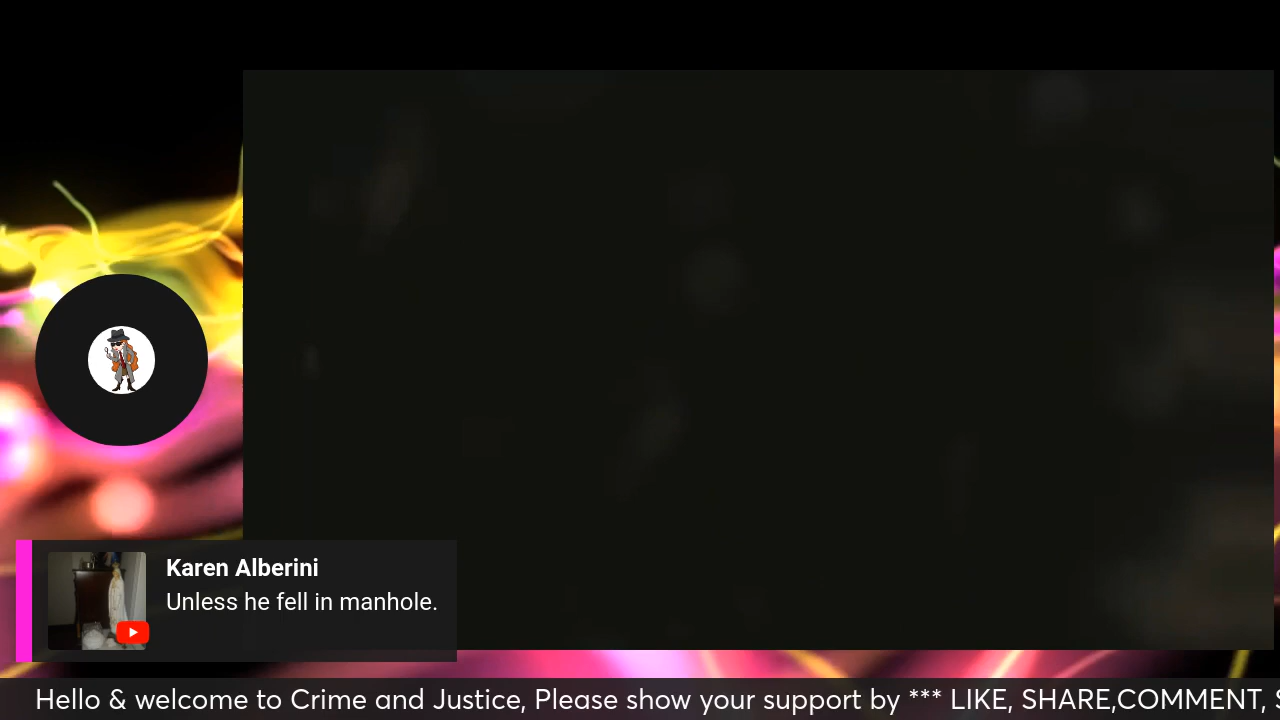 Karen Alberini
Unless he fell in manhole.
Hello & welcome to Crime and Justice, Please show your support by *** LIKE, SHARE,COMMENT, S